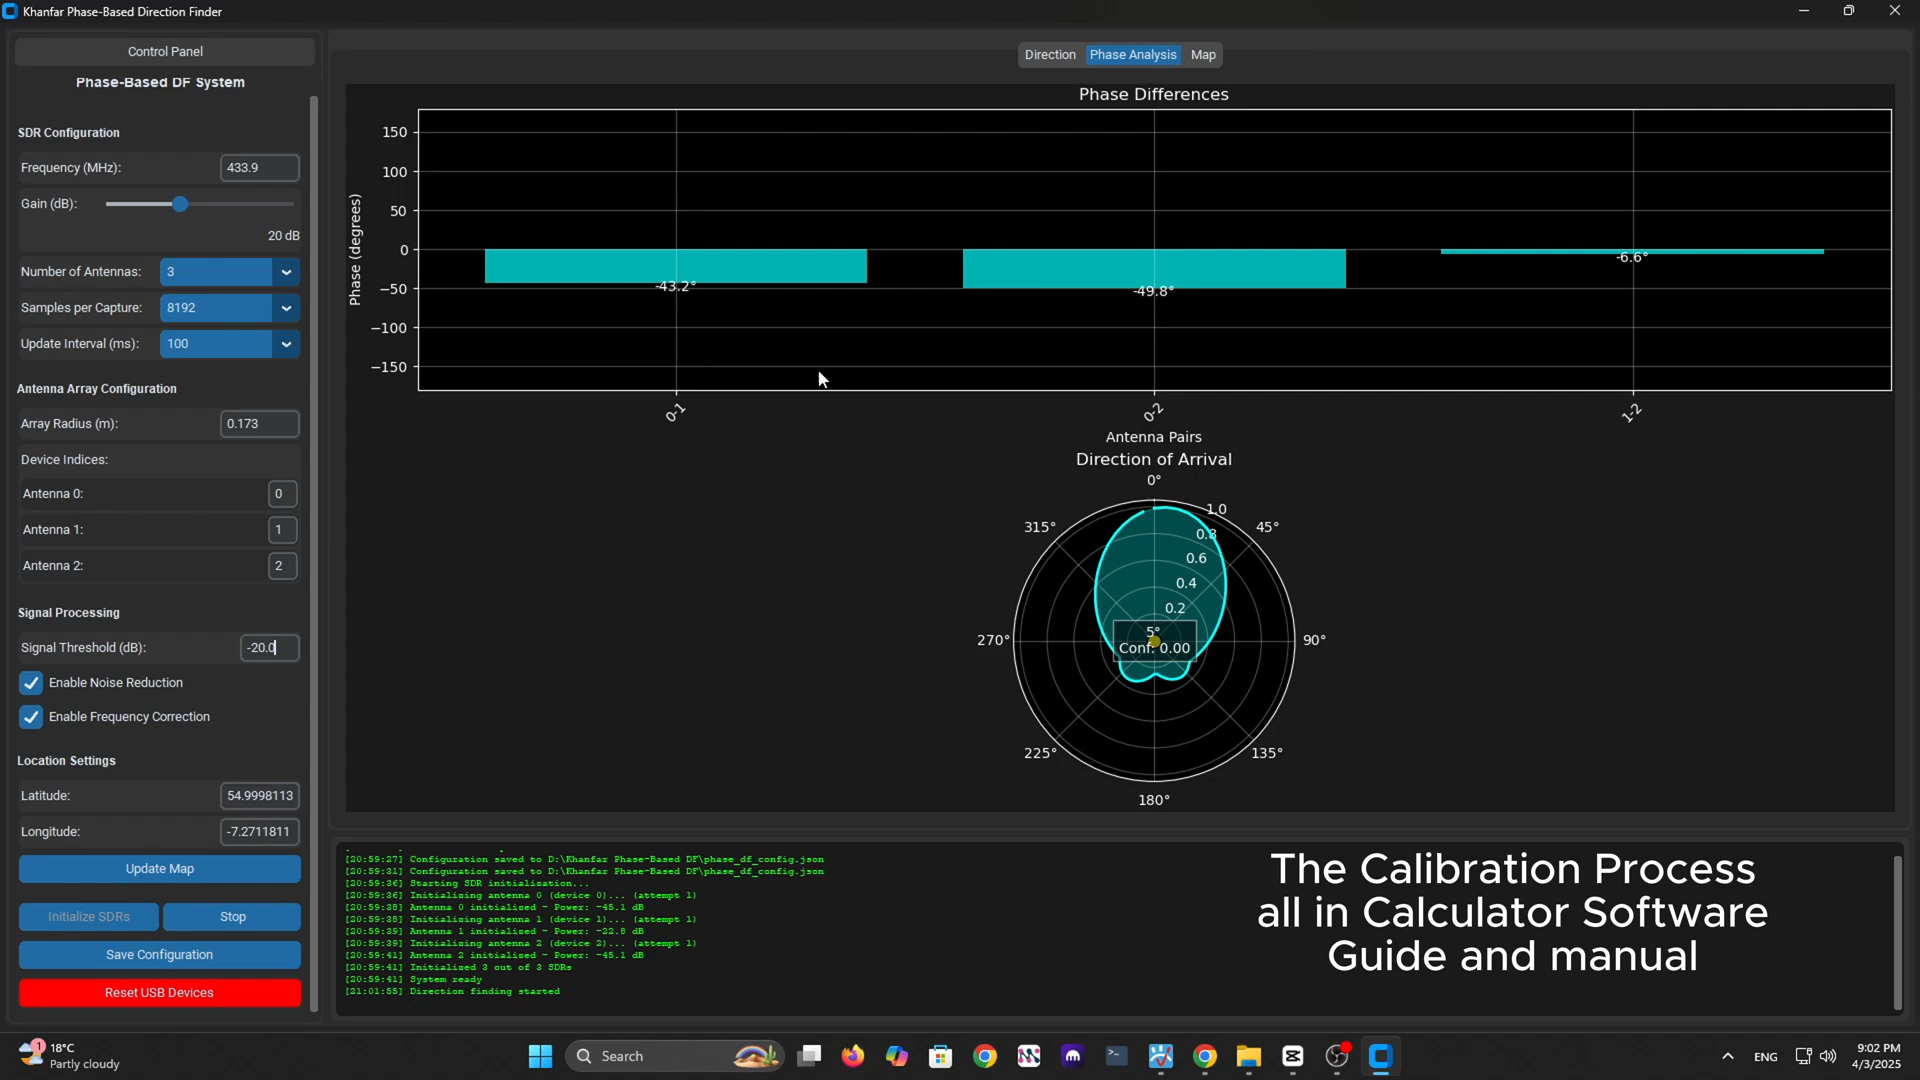 Khanfar Phase-Based Direction Finder
Control Panel
Phase-Based DF System
SDR Configuration
Frequency (MHz): 433.9
Gain (dB):
20 dB
Number of Antennas: 3
Samples per Capture: 8192
Update Interval (ms): 100
Antenna Array Configuration
Array Radius (m): 0.173
Device Indices:
Antenna 0: 0
Antenna 1: 1
Antenna 2: 2
Signal Processing
Signal Threshold (dB): -20.0
Enable Noise Reduction
Enable Frequency Correction
Location Settings
Latitude: 54.9998113
Longitude: -7.2711811
Update Map
Initialize SDRs Stop
Save Configuration
Reset USB Devices
Direction Phase Analysis Map
Phase Differences
Phase (degrees)
150
100
50
0
−50
−100
−150
-43.2°
-49.8°
-6.6°
0-1
0-2
1-2
Antenna Pairs
Direction of Arrival
0°
45°
90°
135°
180°
225°
270°
315°
1.0
0.8
0.6
0.4
0.2
5°
Conf: 0.00
[20:59:27] Configuration saved to D:\Khanfar Phase-Based DF\phase_df_config.json
[20:59:31] Configuration saved to D:\Khanfar Phase-Based DF\phase_df_config.json
[20:59:36] Starting SDR initialization...
[20:59:36] Initializing antenna 0 (device 0)... (attempt 1)
[20:59:38] Antenna 0 initialized - Power: -45.1 dB
[20:59:38] Initializing antenna 1 (device 1)... (attempt 1)
[20:59:39] Antenna 1 initialized - Power: -22.8 dB
[20:59:39] Initializing antenna 2 (device 2)... (attempt 1)
[20:59:41] Antenna 2 initialized - Power: -45.1 dB
[20:59:41] Initialized 3 out of 3 SDRs
[20:59:41] System ready
[21:01:55] Direction finding started
The Calibration Process
all in Calculator Software
Guide and manual
1
18°C
Partly cloudy
Search
ENG
9:02 PM
4/3/2025